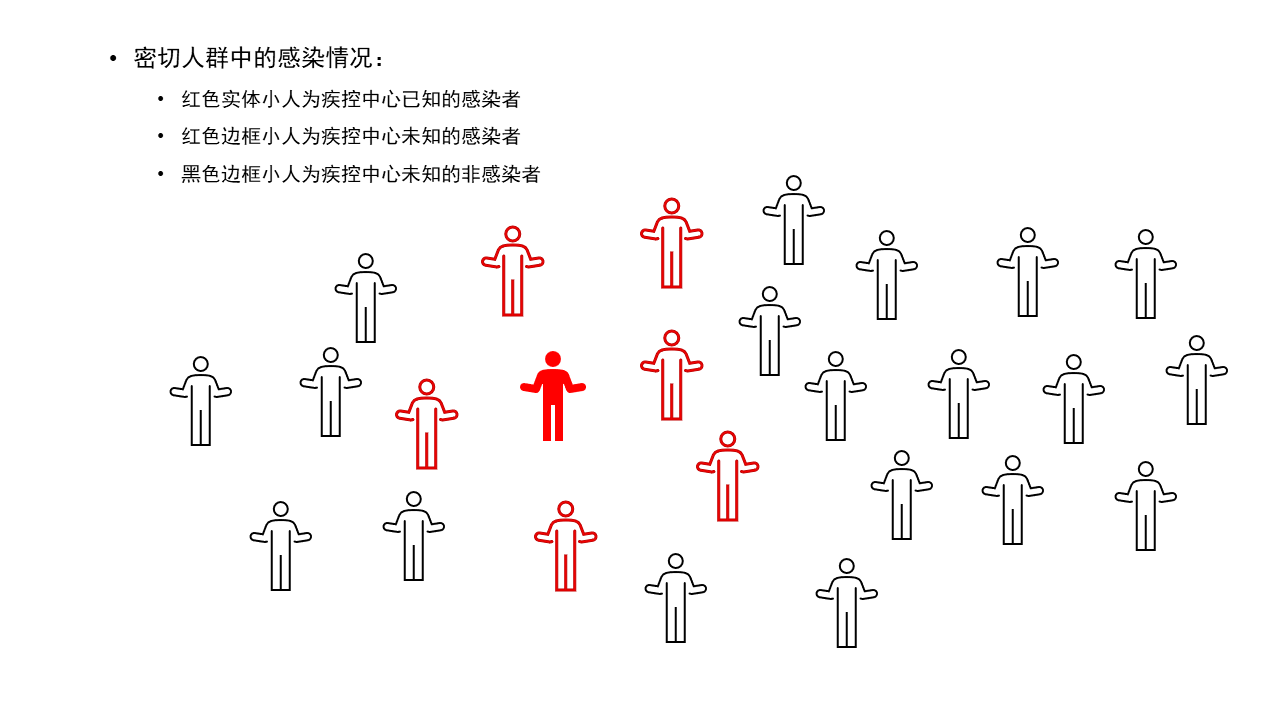 • 密切人群中的感染情况：
• 红色实体小人为疾控中心已知的感染者
• 红色边框小人为疾控中心未知的感染者
• 黑色边框小人为疾控中心未知的非感染者